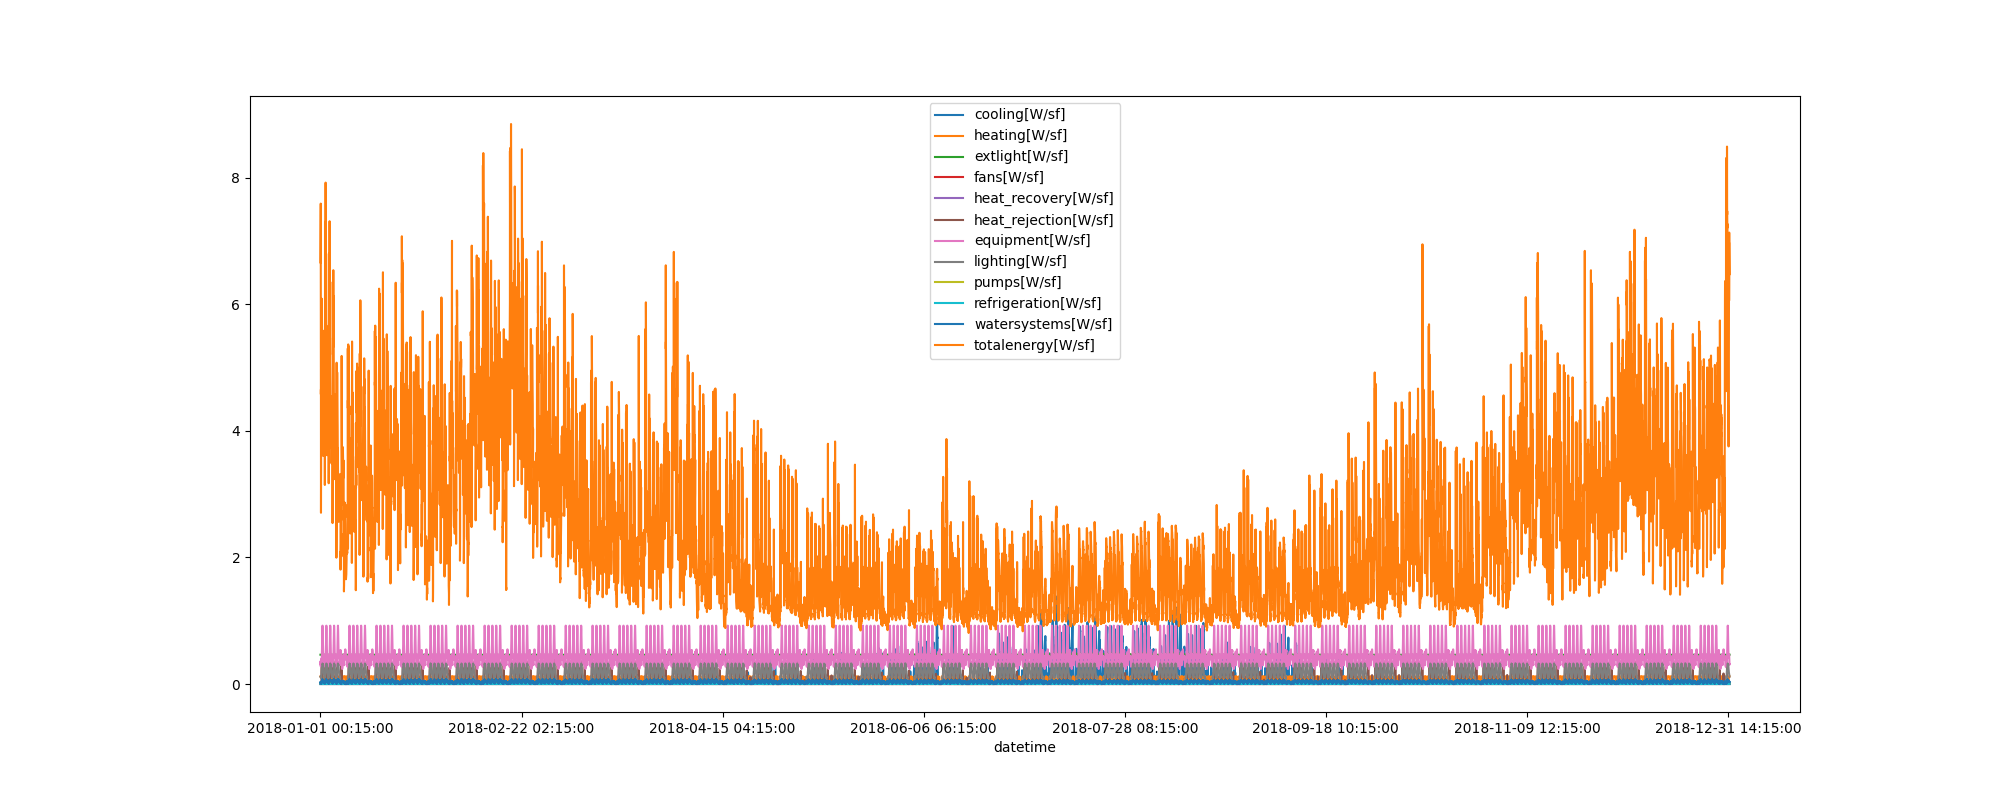 cooling[W/sf]
heating[W/sf]
extlight[W/sf]
fans[W/sf]
heat_recovery[W/sf]
heat_rejection[W/sf]
equipment[W/sf]
lighting[W/sf]
pumps[W/sf]
refrigeration[W/sf]
watersystems[W/sf]
totalenergy[W/sf]
8
6
4
2
0
2018-01-01 00:15:00 2018-02-22 02:15:00 2018-04-15 04:15:00 2018-06-06 06:15:00 2018-07-28 08:15:00 2018-09-18 10:15:00 2018-11-09 12:15:00 2018-12-31 14:15:00
datetime